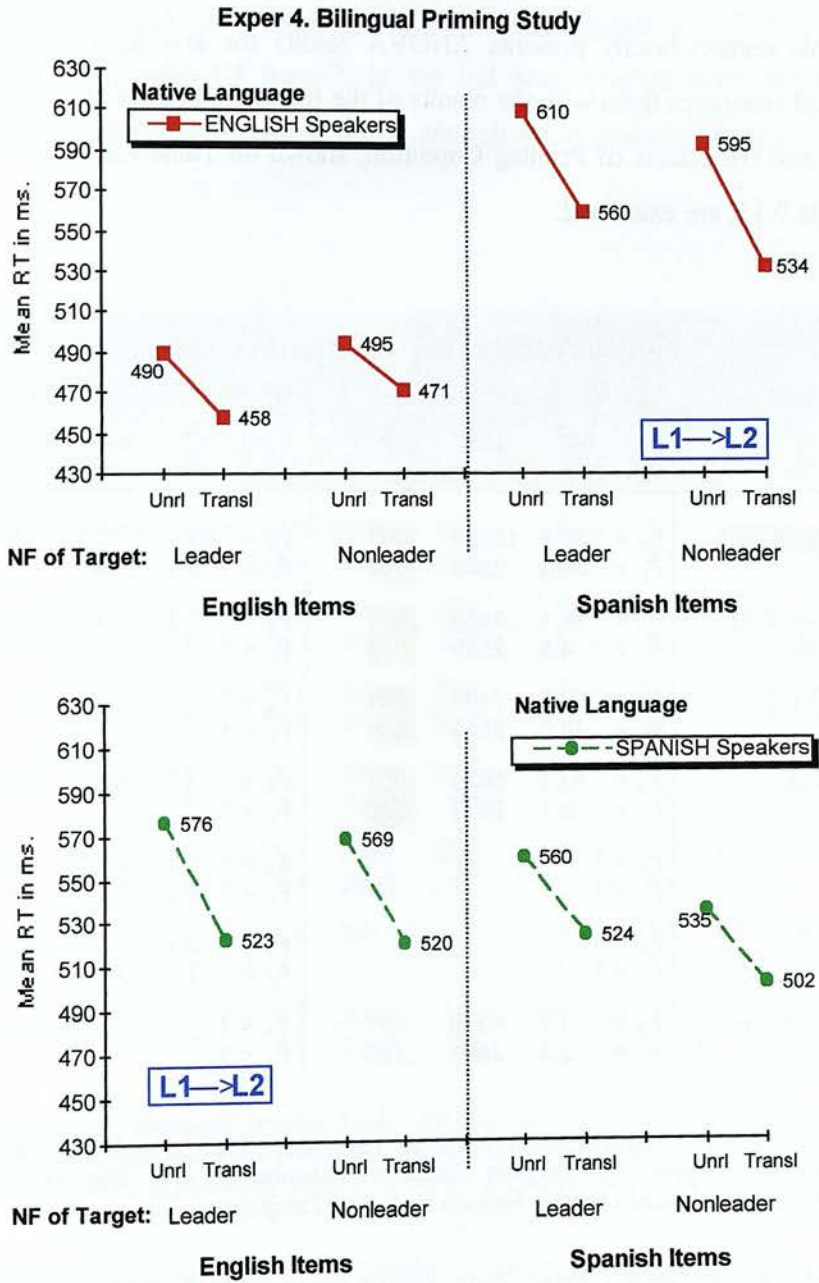 Exper 4. Bilingual Priming Study
630
610
590
570
550
530
510
490
470
450
430
Mean RT in ms.
Native Language
ENGLISH Speakers
490
458
495
471
610
560
595
534
L1—>L2
Unrl Transl Unrl Transl Unrl Transl Unrl Transl
NF of Target: Leader Nonleader Leader Nonleader
English Items Spanish Items
630
610
590
570
550
530
510
490
470
450
430
Mean RT in ms.
Native Language
SPANISH Speakers
576
523
569
520
560
524
535
502
L1—>L2
Unrl Transl Unrl Transl Unrl Transl Unrl Transl
NF of Target: Leader Nonleader Leader Nonleader
English Items Spanish Items